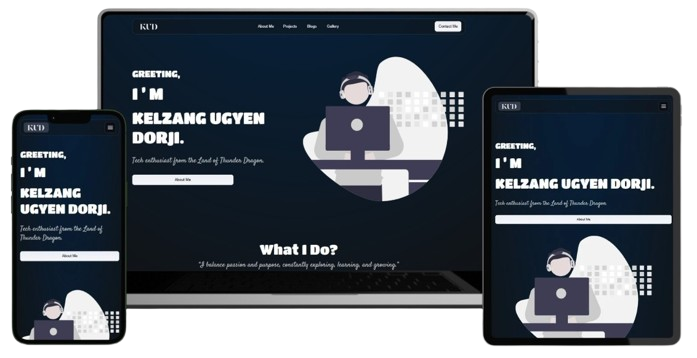 KUD
About Me Projects Blogs Gallery
Contact Me
GREETING,
I ' M
KELZANG UGYEN
DORJI.
Tech enthusiast from the Land of Thunder Dragon.
About Me
What I Do?
"I balance passion and purpose, constantly exploring, learning, and growing."
KUD
GREETING,
I ' M
KELZANG
UGYEN DORJI.
Tech enthusiast from the Land of
Thunder Dragon.
About Me
KUD
GREETING,
I ' M
KELZANG UGYEN DORJI.
Tech enthusiast from the Land of Thunder Dragon.
About Me